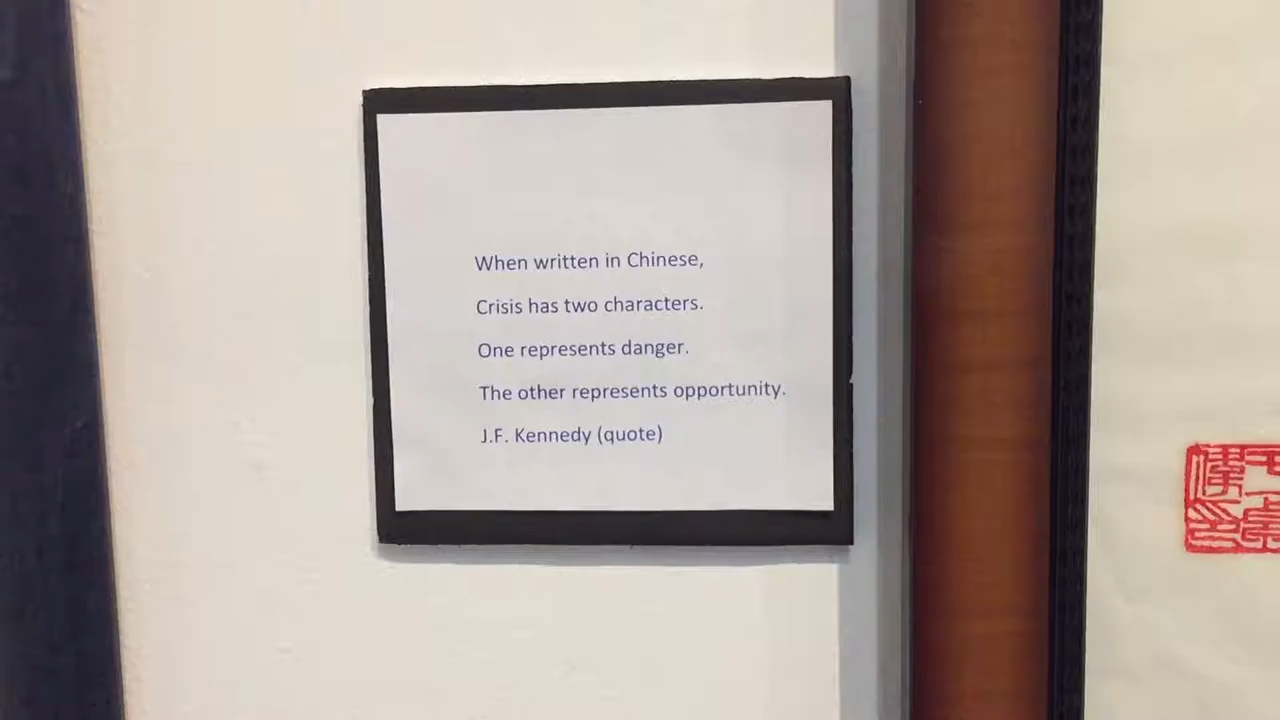 When written in Chinese,
Crisis has two characters.
One represents danger.
The other represents opportunity.
J.F. Kennedy (quote)